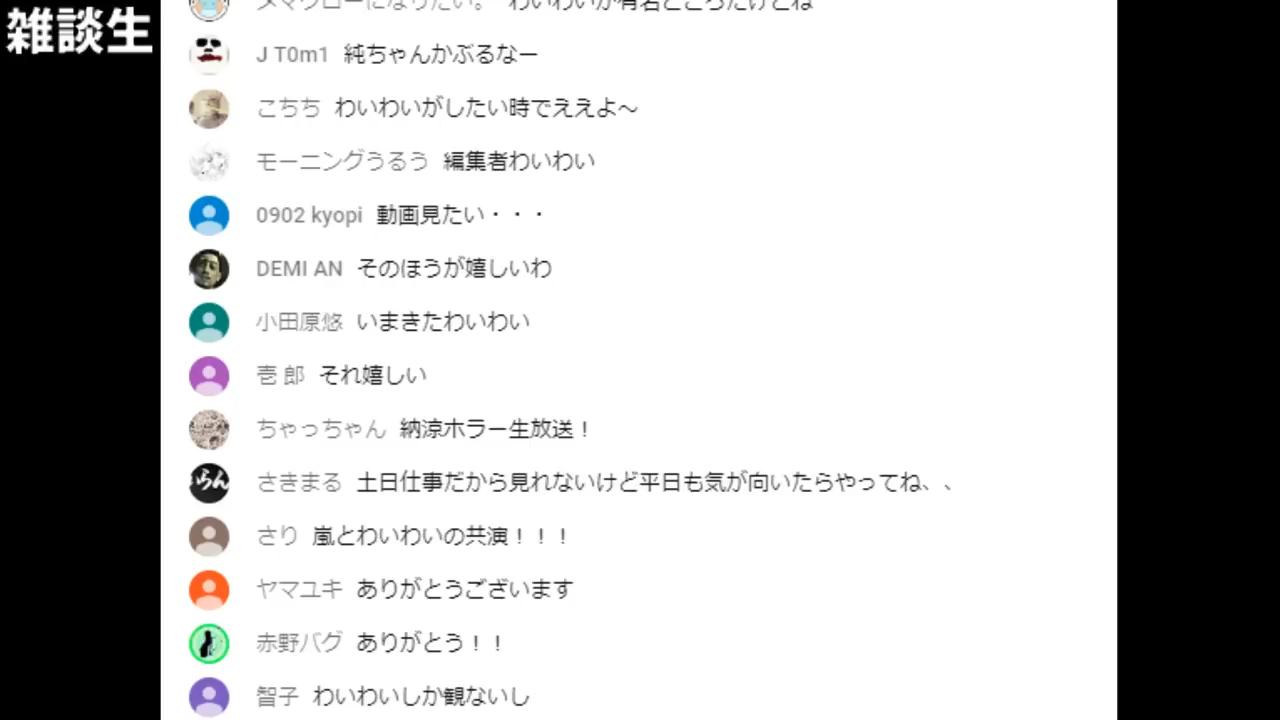 雑談生
J T0m1 純ちゃんかぶるなー
こちち わいわいがしたい時でええよ〜
モーニングうるう 編集者わいわい
0902 kyopi 動画見たい・・・
DEMI AN そのほうが嬉しいわ
小田原悠 いまきたわいわい
壱 郎 それ嬉しい
ちゃっちゃん 納涼ホラー生放送！
さきまる 土日仕事だから見れないけど平日も気が向いたらやってね、、
さり 嵐とわいわいの共演！！！
ヤマユキ ありがとうございます
赤野バグ ありがとう！！
智子 わいわいしか観ないし